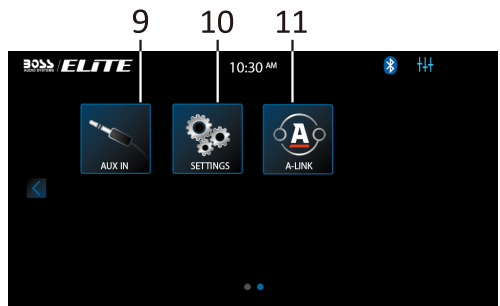 9 10 11
BOSS AUDIO SYSTEMS / ELITE 10:30 AM
AUX IN SETTINGS A A-LINK